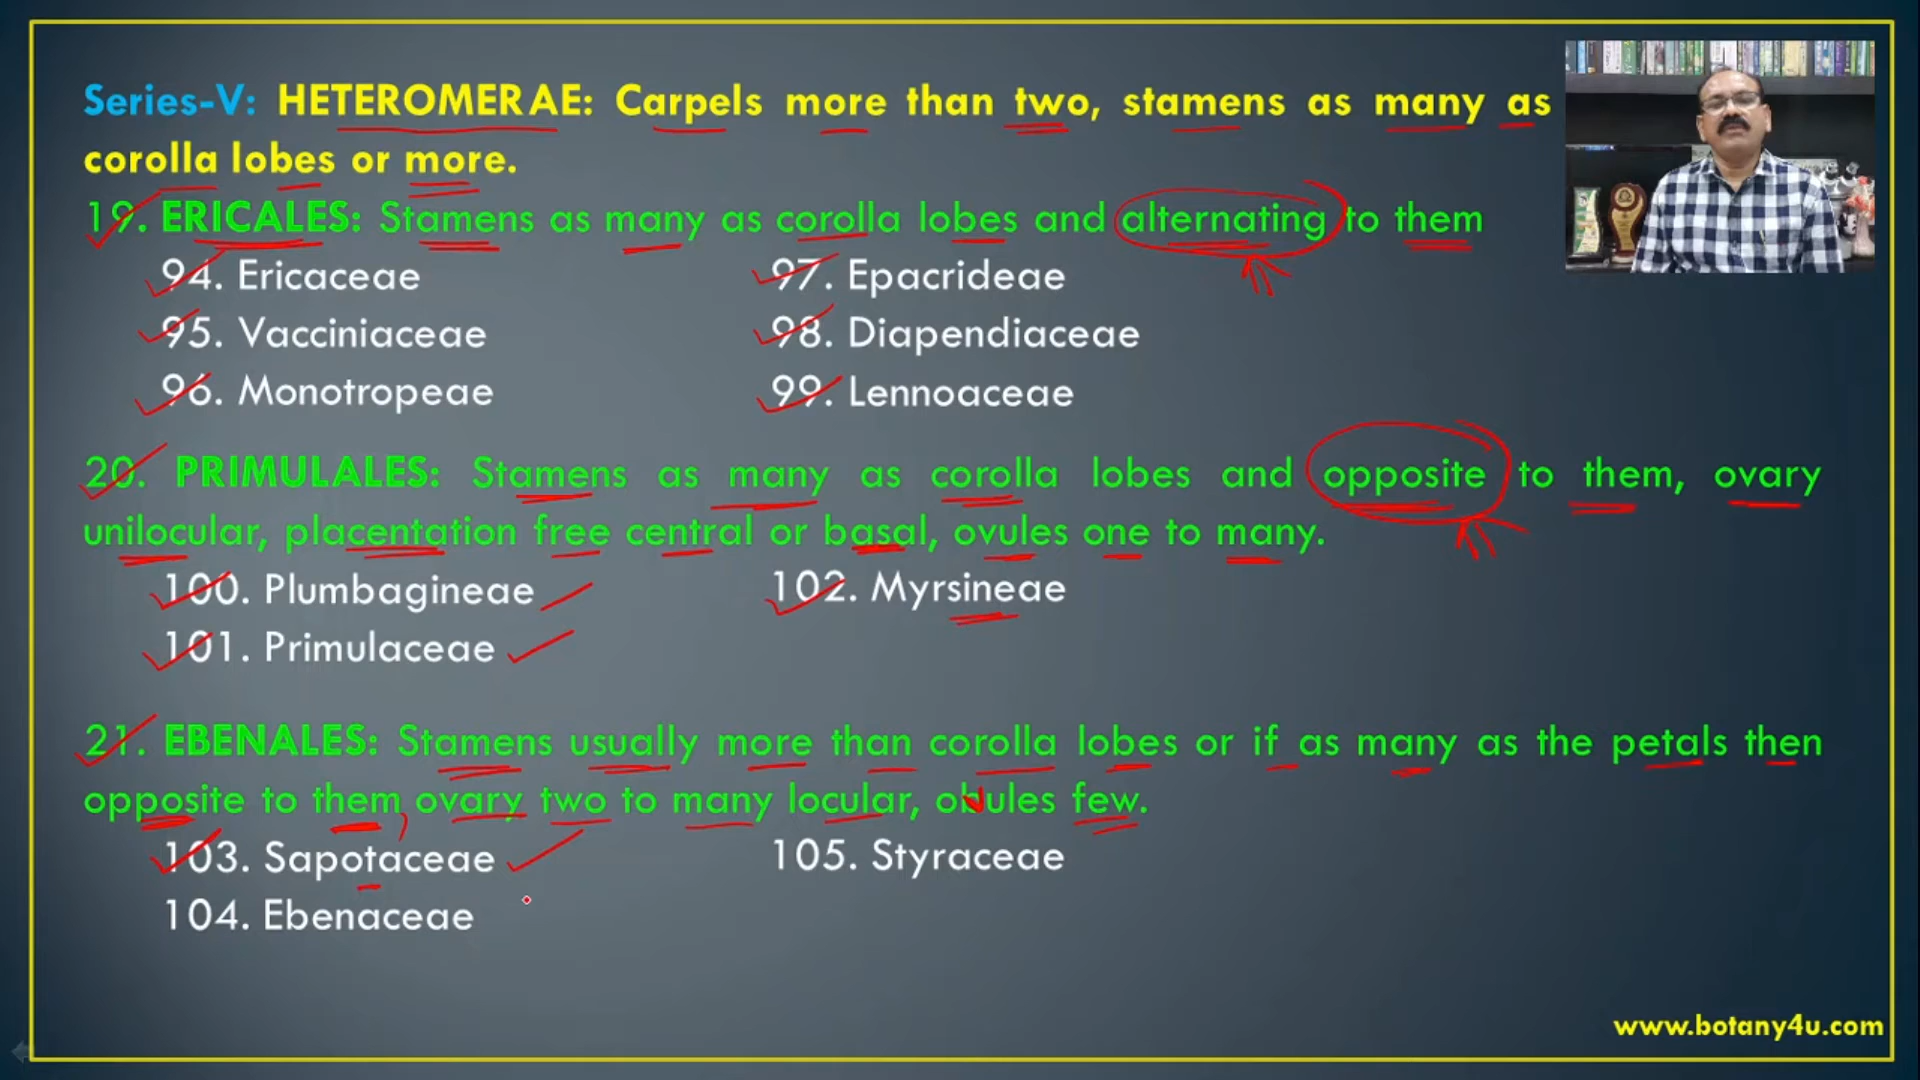 Series-V: HETEROMERAE: Carpels more than two, stamens as many as
corolla lobes or more.
19. ERICALES: Stamens as many as corolla lobes and alternating to them
94. Ericaceae 97. Epacrideae
95. Vacciniaceae 98. Diapendiaceae
96. Monotropeae 99. Lennoaceae
20. PRIMULALES: Stamens as many as corolla lobes and opposite to them, ovary
unilocular, placentation free central or basal, ovules one to many.
100. Plumbagineae 102. Myrsineae
101. Primulaceae
21. EBENALES: Stamens usually more than corolla lobes or if as many as the petals then
opposite to them, ovary two to many locular, few.
103. Sapotaceae 105. Styraceae
104. Ebenaceae
www.botany4u.com